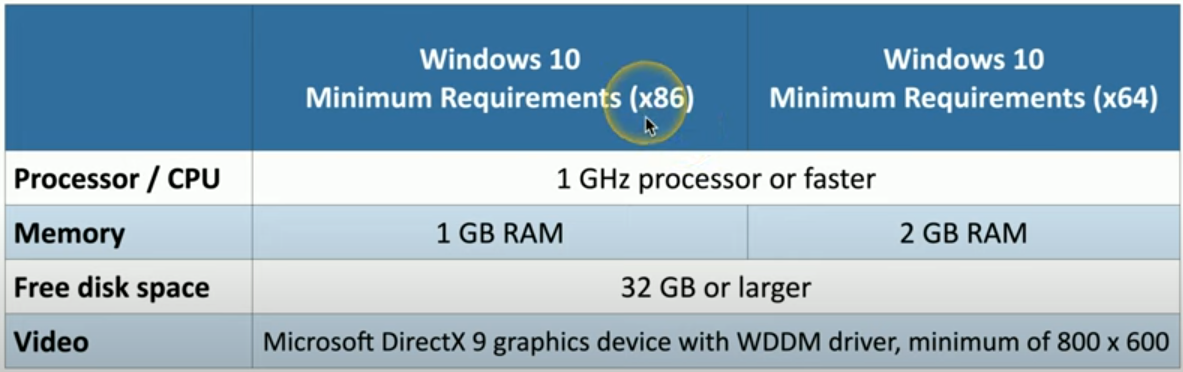 Windows 10
Minimum Requirements (x86)
Windows 10
Minimum Requirements (x64)
Processor / CPU
1 GHz processor or faster
Memory
1 GB RAM
2 GB RAM
Free disk space
32 GB or larger
Video
Microsoft DirectX 9 graphics device with WDDM driver, minimum of 800 x 600